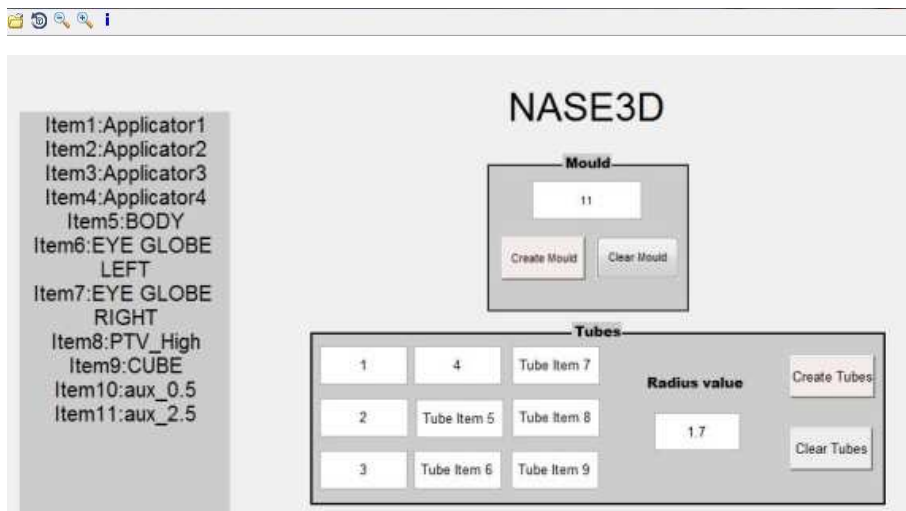 NASE3D
Item1:Applicator1
Item2:Applicator2
Item3:Applicator3
Item4:Applicator4
Item5:BODY
Item6:EYE GLOBE
LEFT
Item7:EYE GLOBE
RIGHT
Item8:PTV_High
Item9:CUBE
Item10:aux_0.5
Item11:aux_2.5
Mould
11
Create Mould Clear Mould
Tubes
1 4 Tube Item 7
2 Tube Item 5 Tube Item 8
3 Tube Item 6 Tube Item 9
Radius value
1.7
Create Tubes
Clear Tubes